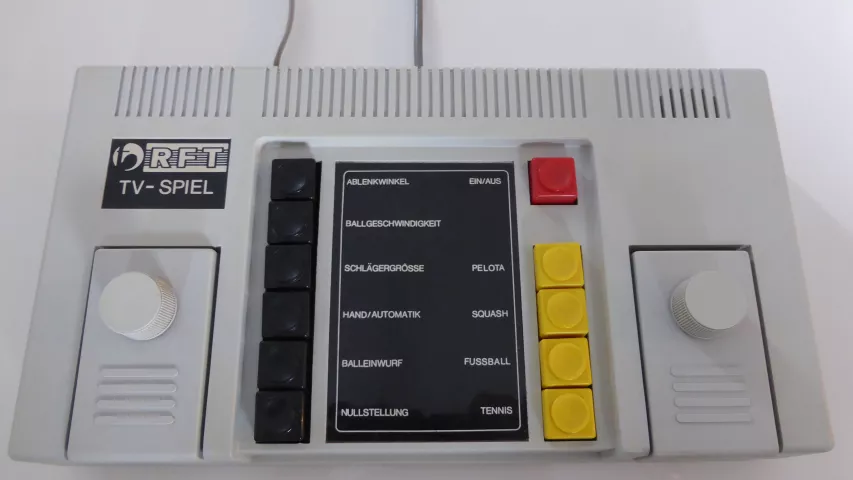 RFT
TV-SPIEL
ABLENKWINKEL EIN/AUS
BALLGESCHWINDIGKEIT
SCHLÄGERGRÖSSE PELOTA
HAND/AUTOMATIK SQUASH
BALLEINWURF FUSSBALL
NULLSTELLUNG TENNIS